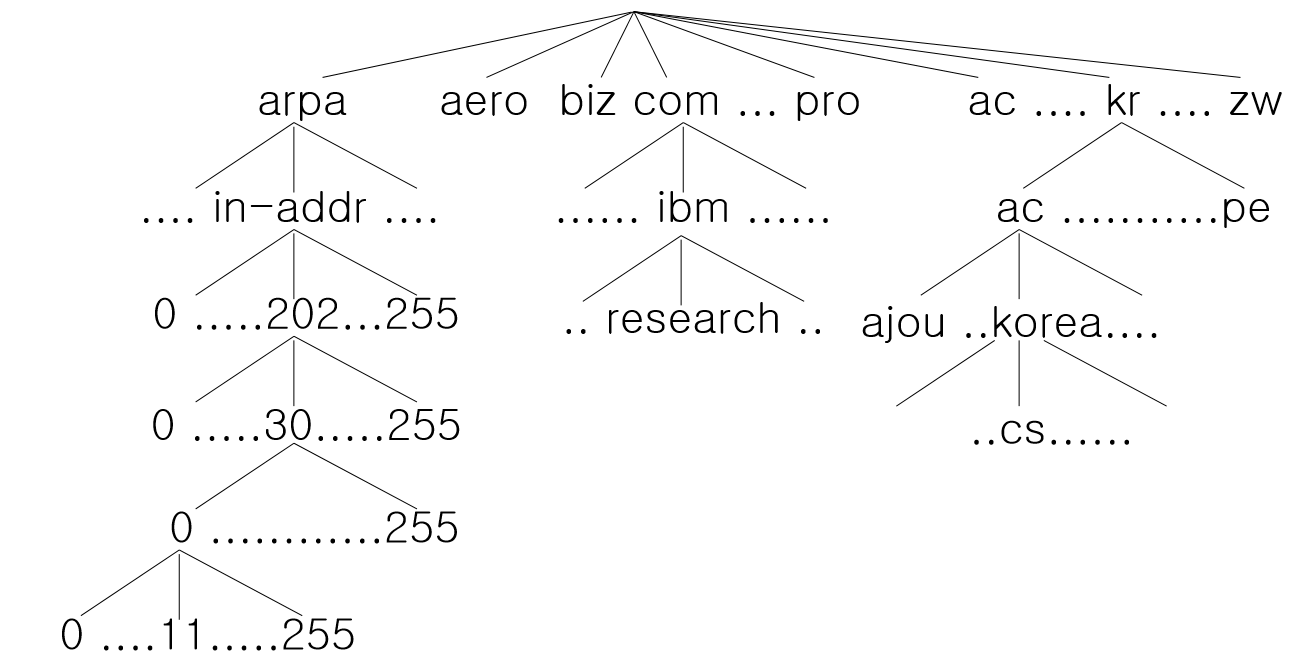 arpa aero biz com ... pro ac .... kr .... zw
.... in-addr .... ...... ibm ...... ac ...........pe
0 .....202...255 .. research .. ajou ..korea....
0 .....30.....255 ..cs......
0 ............255
0 ....11.....255